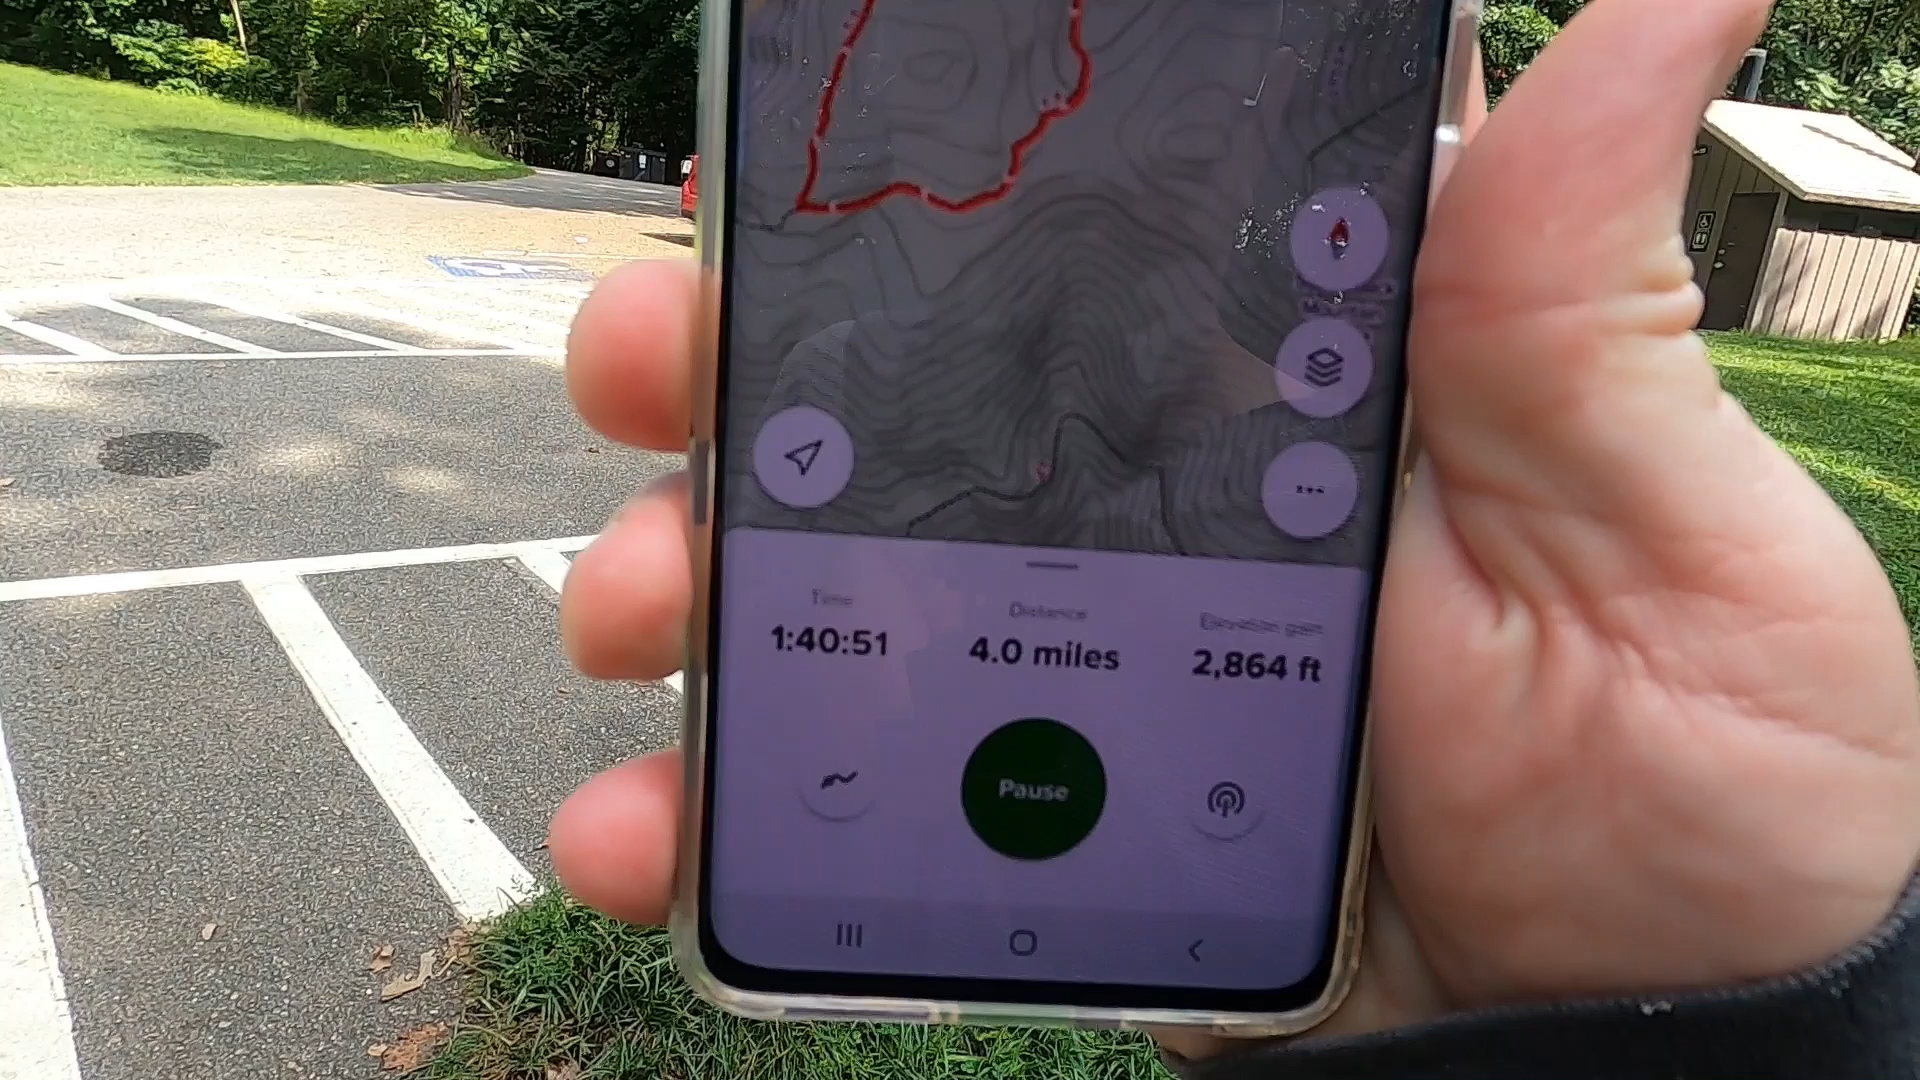 Time
Distance
Elevation gain
1:40:51
4.0 miles
2,864 ft
Pause